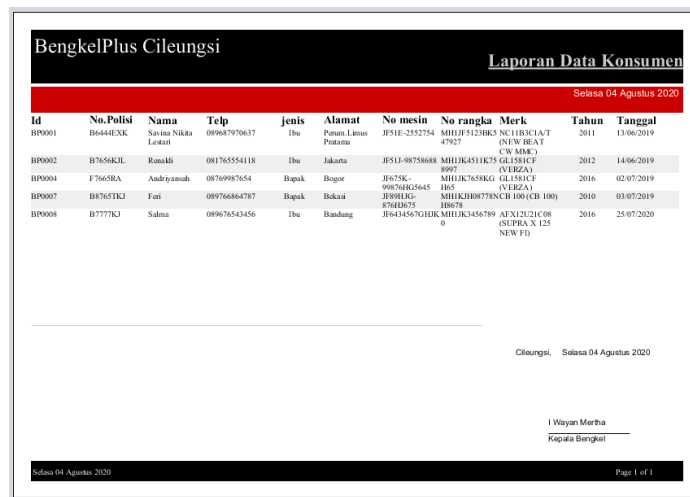 BengkelPlus Cileungsi
Laporan Data Konsumen
Selasa 04 Agustus 2020
Id No.Polisi Nama Telp jenis Alamat No mesin No rangka Merk Tahun Tanggal
BP0001 B6444EXK Savina Nikita 089687970637 Ibu Perum.Limus JF51E-2552754 MH1JF5123BK5 NC11B3C1A/T 2011 13/06/2019
Lestari Pratama 47927 (NEW BEAT
CW MMC)
BP0002 B7656KJL Renaldi 081765554118 Ibu Jakarta JF51J-98758688 MH1JK4511K75 GL1581CF 2012 14/06/2019
8997 (VERZA)
BP0004 F7665RA Andriyansah 08769987654 Bapak Bogor JF675K- MH1JK7658KG GL1581CF 2016 02/07/2019
99876HG5645 H65 (VERZA)
BP0007 B8765TKJ Feri 089766864787 Bapak Bekasi JF89HJG- MH1KJH08778N CB 100 (CB 100) 2010 03/07/2019
876HJ675 H8678
BP0008 B7777KJ Salma 089676543456 Ibu Bandung JF6434567GHJK MH1JK3456789 AFX12U21C08 2016 25/07/2020
0 (SUPRA X 125
NEW FI)
Cileungsi, Selasa 04 Agustus 2020
I Wayan Mertha
Kepala Bengkel
Selasa 04 Agustus 2020 Page 1 of 1